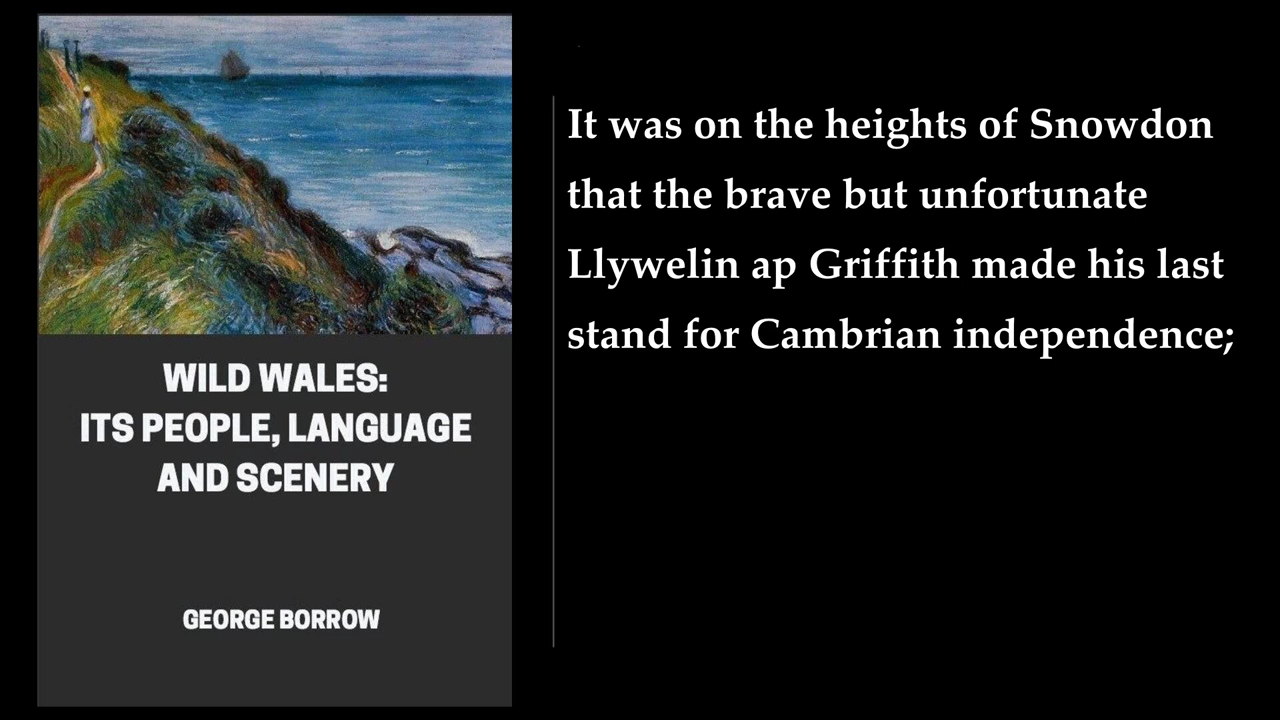 WILD WALES:
ITS PEOPLE, LANGUAGE
AND SCENERY
GEORGE BORROW
It was on the heights of Snowdon
that the brave but unfortunate
Llywelin ap Griffith made his last
stand for Cambrian independence;